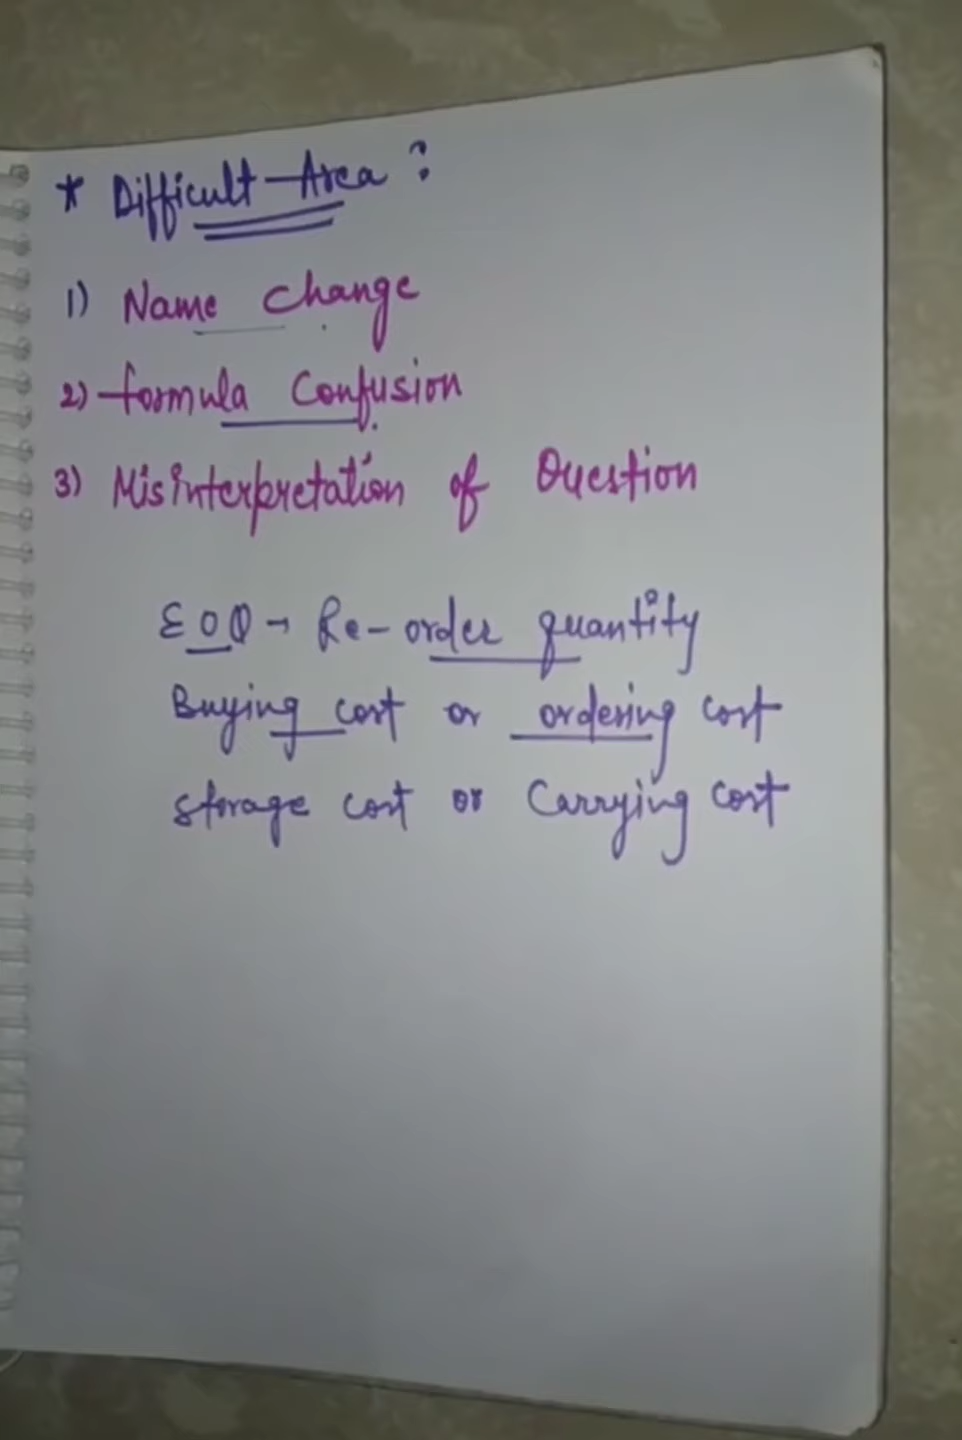 * Difficult Area :
1) Name change
2) formula Confusion
3) Misinterpretation of Question
EOQ → Re-order quantity
Buying cost or ordering cost
Storage cost or Carrying cost